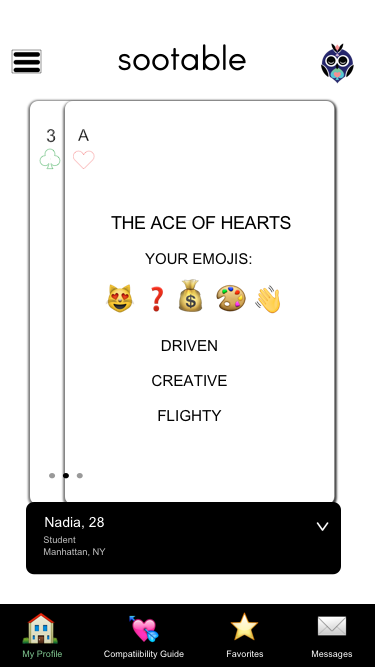 sootable
3
A
THE ACE OF HEARTS
YOUR EMOJIS:
DRIVEN
CREATIVE
FLIGHTY
Nadia, 28
Student
Manhattan, NY
My Profile
Compatiibility Guide
Favorites
Messages